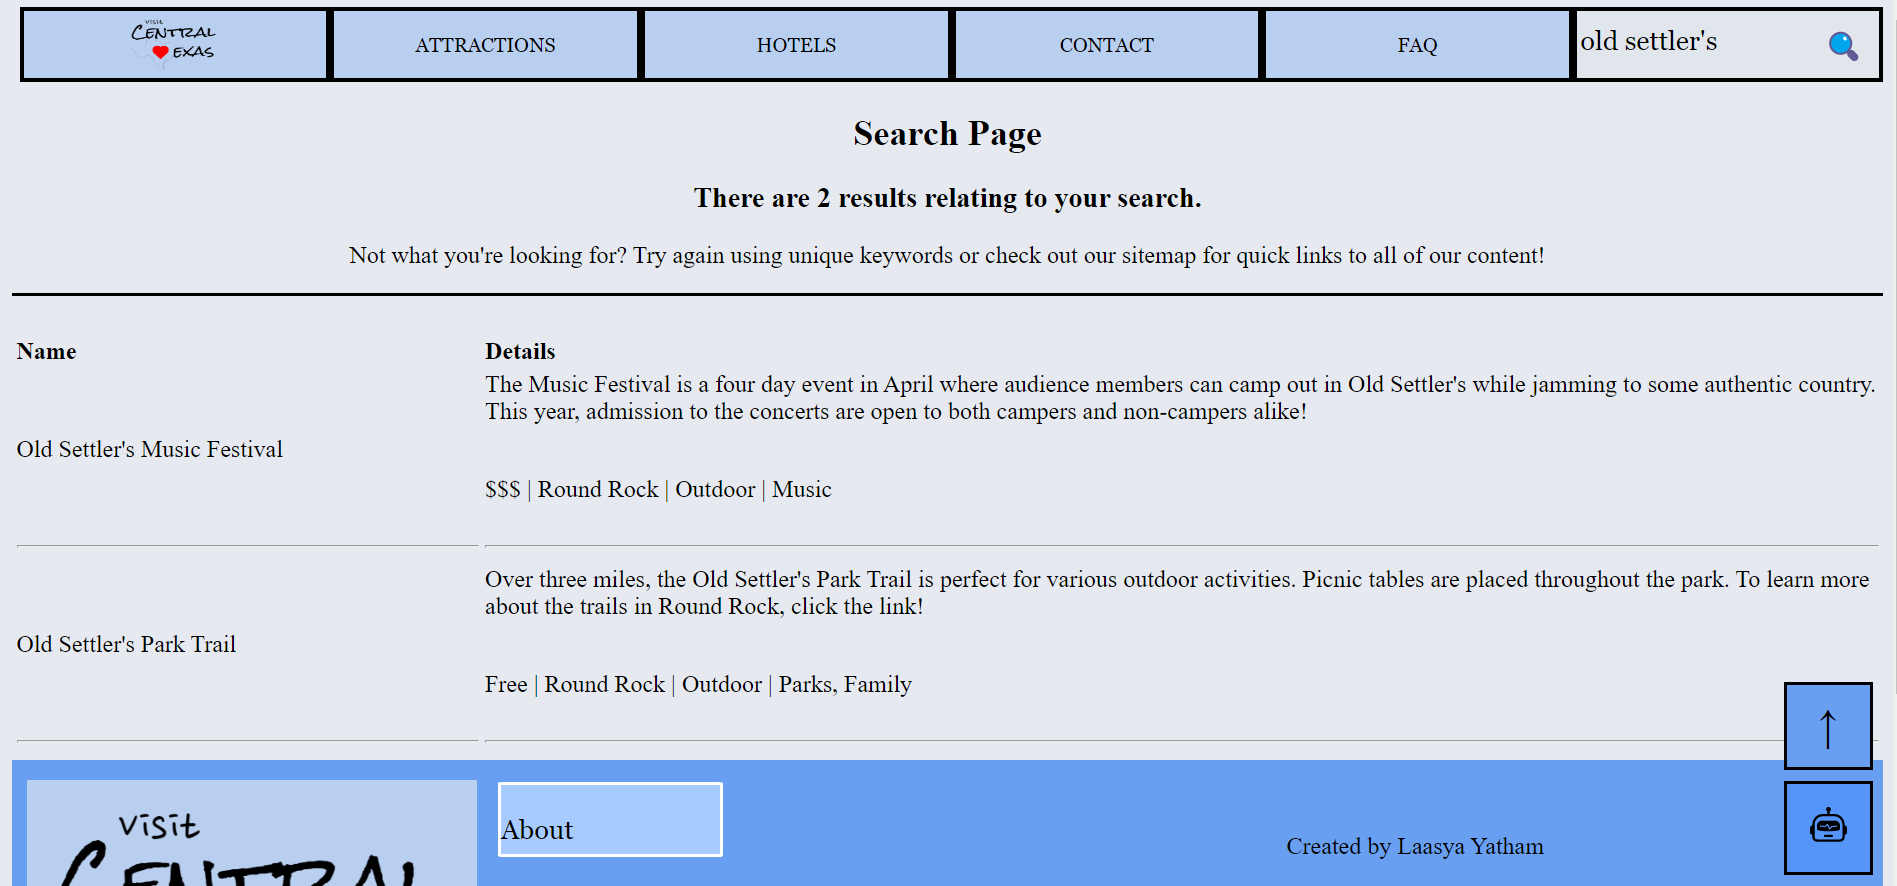 visit
CENTRAL
EXAS
ATTRACTIONS
HOTELS
CONTACT
FAQ
old settler's
Search Page
There are 2 results relating to your search.
Not what you're looking for? Try again using unique keywords or check out our sitemap for quick links to all of our content!
Name
Details
The Music Festival is a four day event in April where audience members can camp out in Old Settler's while jamming to some authentic country.
This year, admission to the concerts are open to both campers and non-campers alike!
Old Settler's Music Festival
$$$ | Round Rock | Outdoor | Music
Over three miles, the Old Settler's Park Trail is perfect for various outdoor activities. Picnic tables are placed throughout the park. To learn more
about the trails in Round Rock, click the link!
Old Settler's Park Trail
Free | Round Rock | Outdoor | Parks, Family
↑
visit
CENTRAL
About
Created by Laasya Yatham